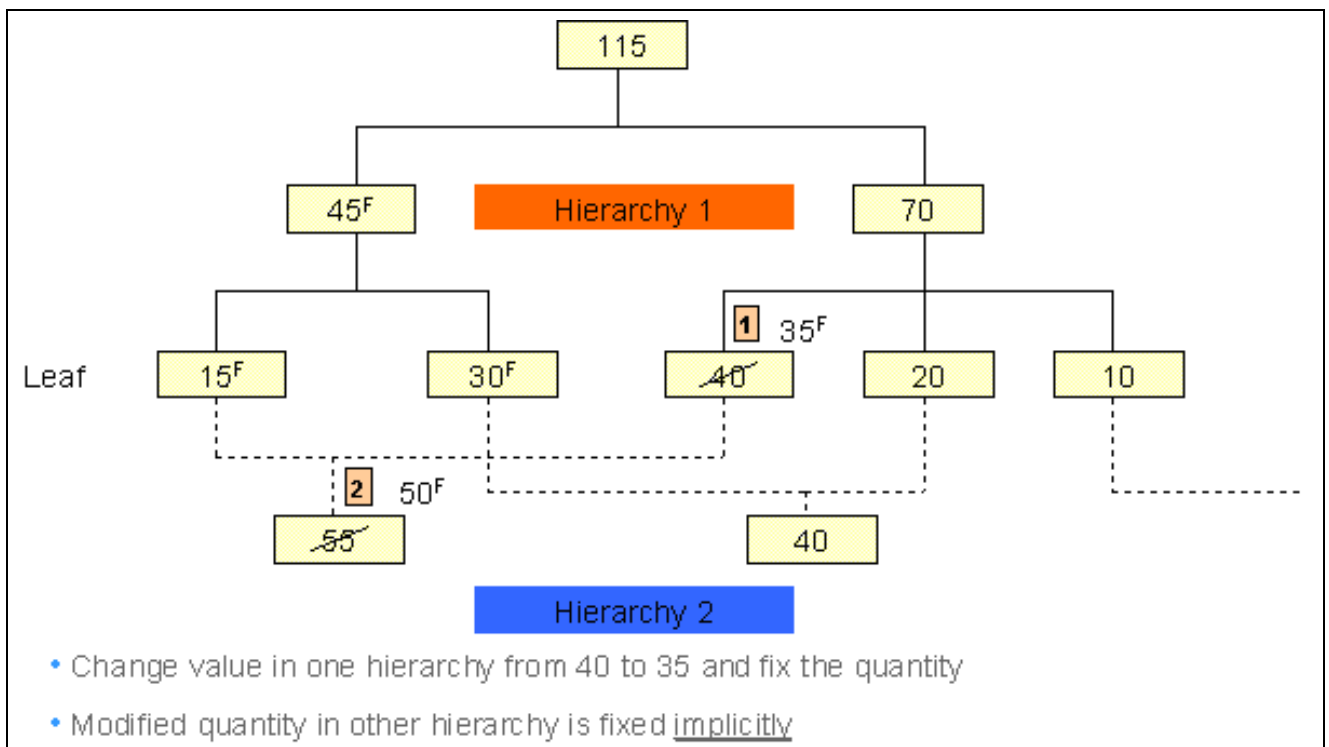 115
45F Hierarchy 1 70
1 35F
Leaf 15F 30F 40 20 10
2 50F
55 40
Hierarchy 2
• Change value in one hierarchy from 40 to 35 and fix the quantity
• Modified quantity in other hierarchy is fixed implicitly